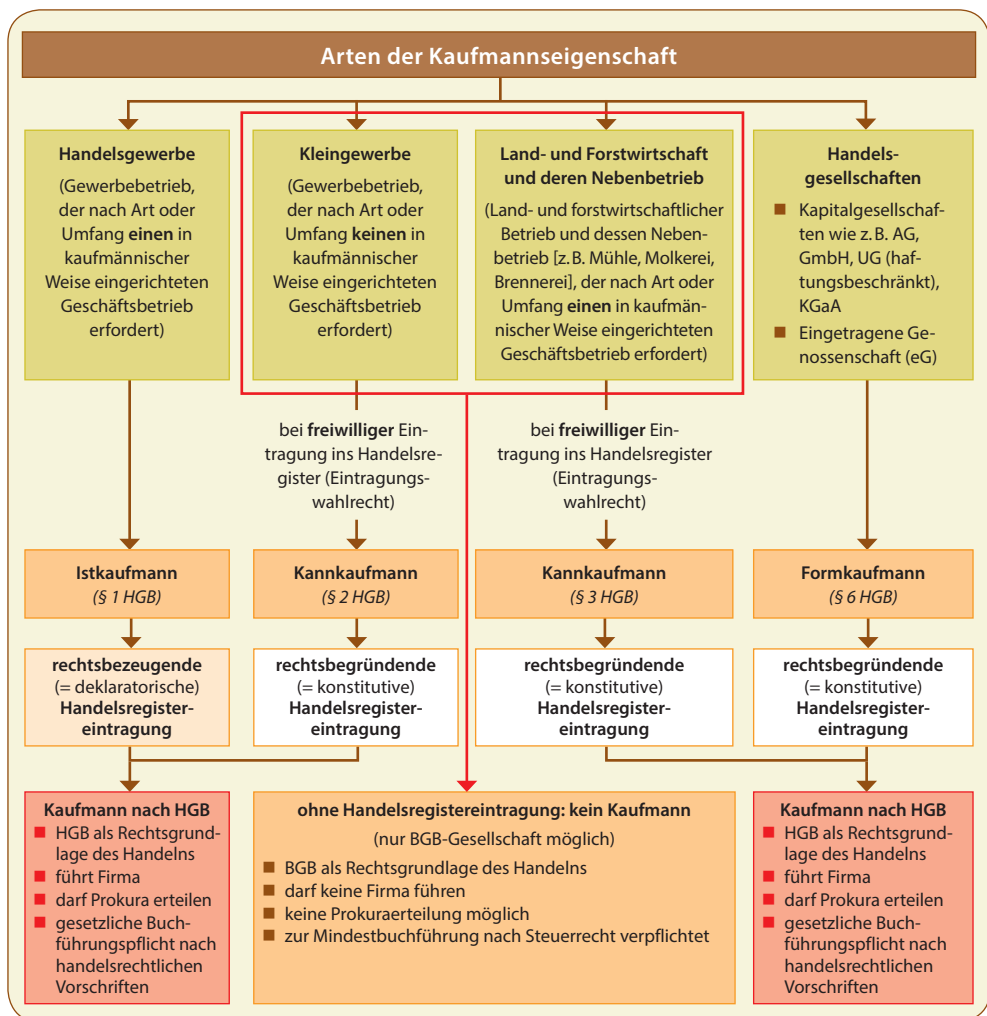 Arten der Kaufmannseigenschaft
Handelsgewerbe
(Gewerbebetrieb,
der nach Art oder
Umfang einen in
kaufmännischer
Weise eingerichteten
Geschäftsbetrieb
erfordert)
Kleingewerbe
(Gewerbebetrieb,
der nach Art oder
Umfang keinen in
kaufmännischer
Weise eingerichteten
Geschäftsbetrieb
erfordert)
Land- und Forstwirtschaft
und deren Nebenbetrieb
(Land- und forstwirtschaftlicher
Betrieb und dessen Neben-
betrieb [z. B. Mühle, Molkerei,
Brennerei], der nach Art oder
Umfang einen in kaufmän-
nischer Weise eingerichteten
Geschäftsbetrieb erfordert)
Handels-
gesellschaften
■ Kapitalgesellschaf-
ten wie z. B. AG,
GmbH, UG (haf-
tungsbeschränkt),
KGaA
■ Eingetragene Ge-
nossenschaft (eG)
bei freiwilliger Ein-
tragung ins Handelsre-
gister (Eintragungs-
wahlrecht)
bei freiwilliger Ein-
tragung ins Handelsregister
(Eintragungs-
wahlrecht)
Istkaufmann
(§ 1 HGB)
Kannkaufmann
(§ 2 HGB)
Kannkaufmann
(§ 3 HGB)
Formkaufmann
(§ 6 HGB)
rechtsbezeugende
(= deklaratorische)
Handelsregister-
eintragung
rechtsbegründende
(= konstitutive)
Handelsregister-
eintragung
rechtsbegründende
(= konstitutive)
Handelsregister-
eintragung
rechtsbegründende
(= konstitutive)
Handelsregister-
eintragung
Kaufmann nach HGB
■ HGB als Rechtsgrund-
lage des Handelns
■ führt Firma
■ darf Prokura erteilen
■ gesetzliche Buch-
führungspflicht nach
handelsrechtlichen
Vorschriften
ohne Handelsregistereintragung: kein Kaufmann
(nur BGB-Gesellschaft möglich)
■ BGB als Rechtsgrundlage des Handelns
■ darf keine Firma führen
■ keine Prokuraerteilung möglich
■ zur Mindestbuchführung nach Steuerrecht verpflichtet
Kaufmann nach HGB
■ HGB als Rechtsgrund-
lage des Handelns
■ führt Firma
■ darf Prokura erteilen
■ gesetzliche Buch-
führungspflicht nach
handelsrechtlichen
Vorschriften